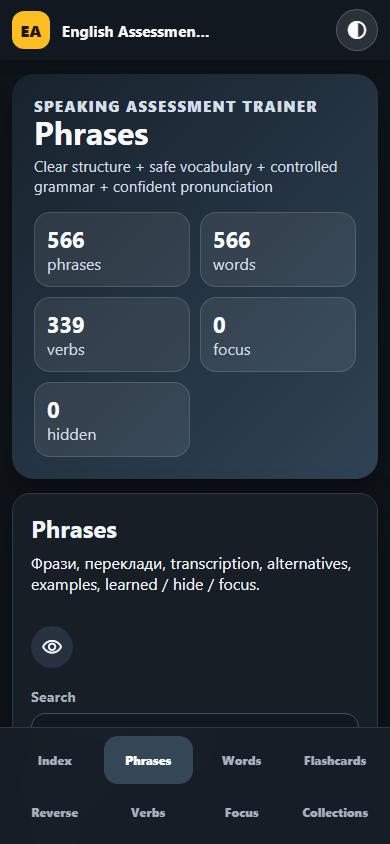 EA English Assessmen...
SPEAKING ASSESSMENT TRAINER
Phrases
Clear structure + safe vocabulary + controlled
grammar + confident pronunciation
566
phrases
566
words
339
verbs
0
focus
0
hidden
Phrases
Фрази, переклади, transcription, alternatives,
examples, learned / hide / focus.
Search
Index Phrases Words Flashcards
Reverse Verbs Focus Collections